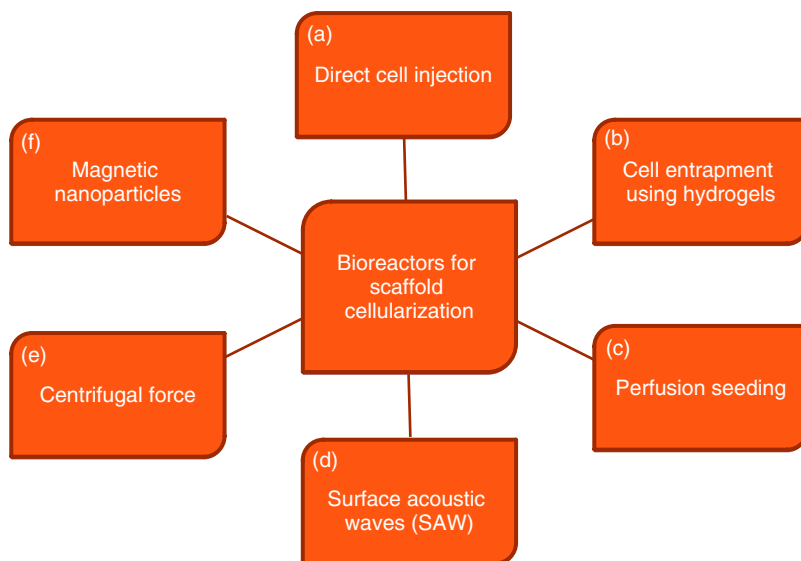 (a)
Direct cell injection
(b)
Cell entrapment
using hydrogels
(c)
Perfusion seeding
(d)
Surface acoustic
waves (SAW)
(e)
Centrifugal force
(f)
Magnetic
nanoparticles
Bioreactors for
scaffold
cellularization